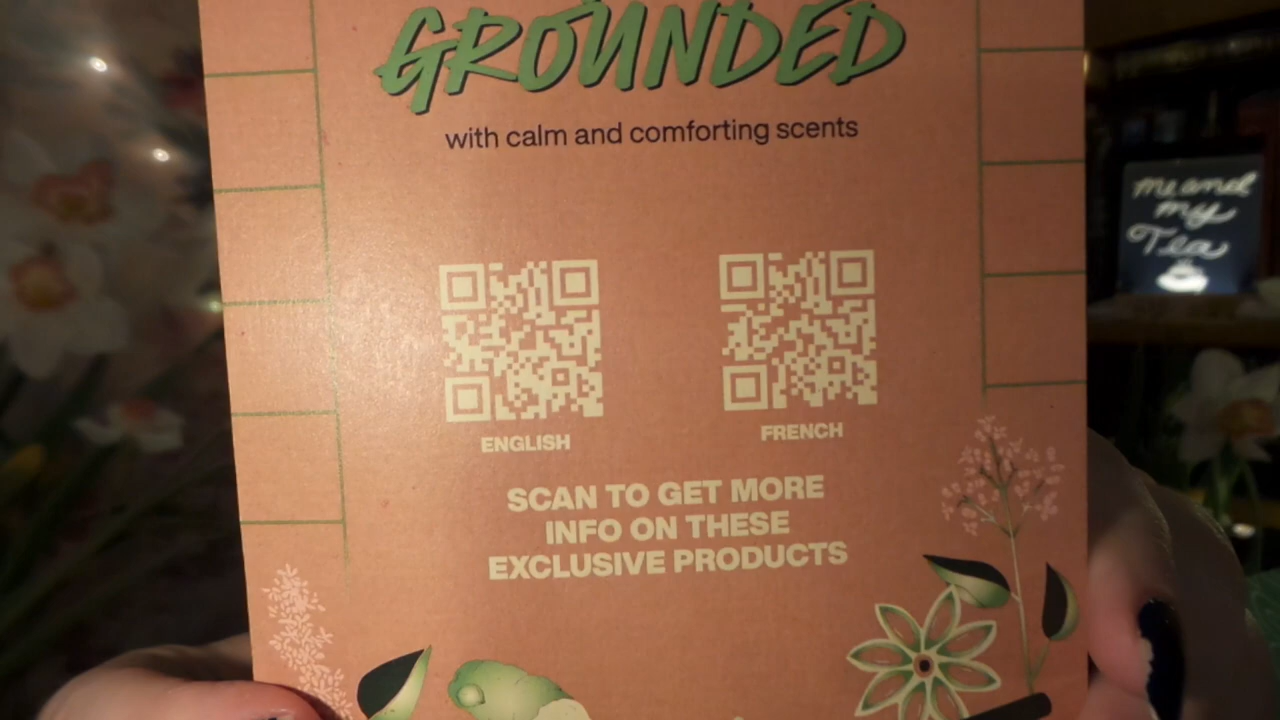 GROUNDED
with calm and comforting scents
me and
my
Tea
ENGLISH
FRENCH
SCAN TO GET MORE
INFO ON THESE
EXCLUSIVE PRODUCTS